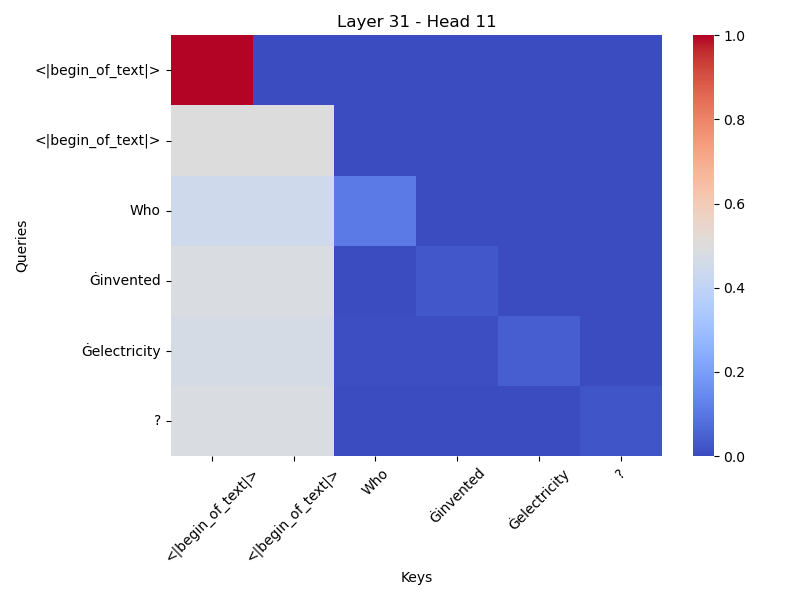 Layer 31 - Head 11
<|begin_of_text|>
<|begin_of_text|>
Who
Ġinvented
Ġelectricity
?
Queries
<|begin_of_text|>
<|begin_of_text|>
Who
Ġinvented
Ġelectricity
?
Keys
1.0
0.8
0.6
0.4
0.2
0.0